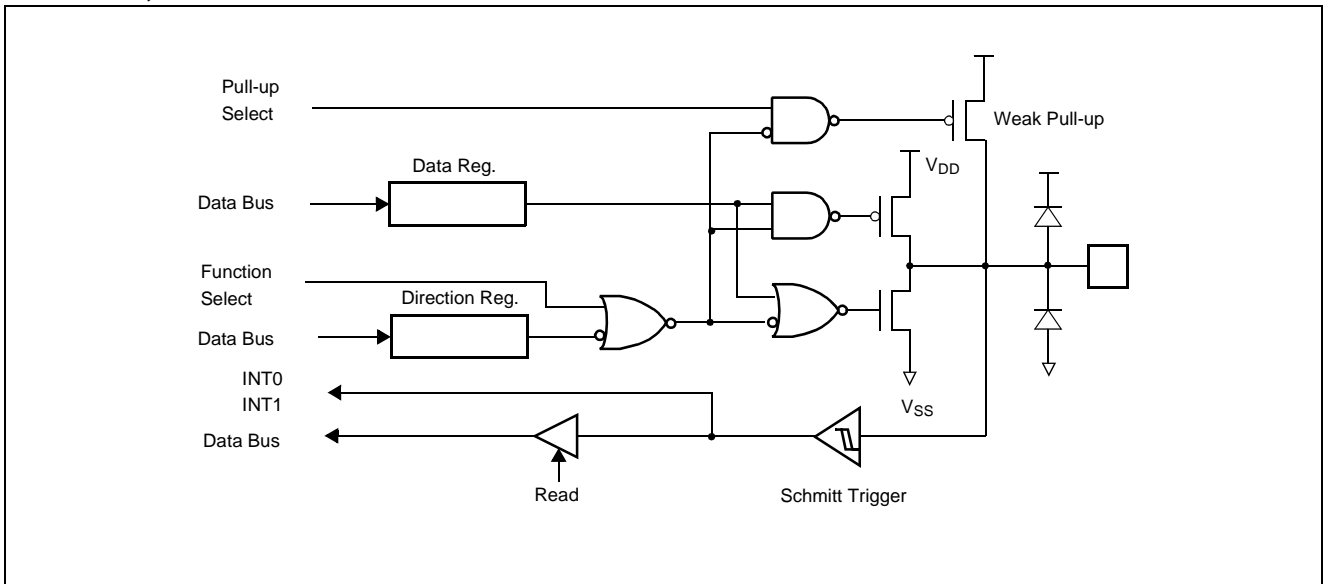 Pull-up
Select
Weak Pull-up
Data Reg.
VDD
Data Bus
Function
Select
Direction Reg.
Data Bus
INT0
INT1
VSS
Data Bus
Read
Schmitt Trigger